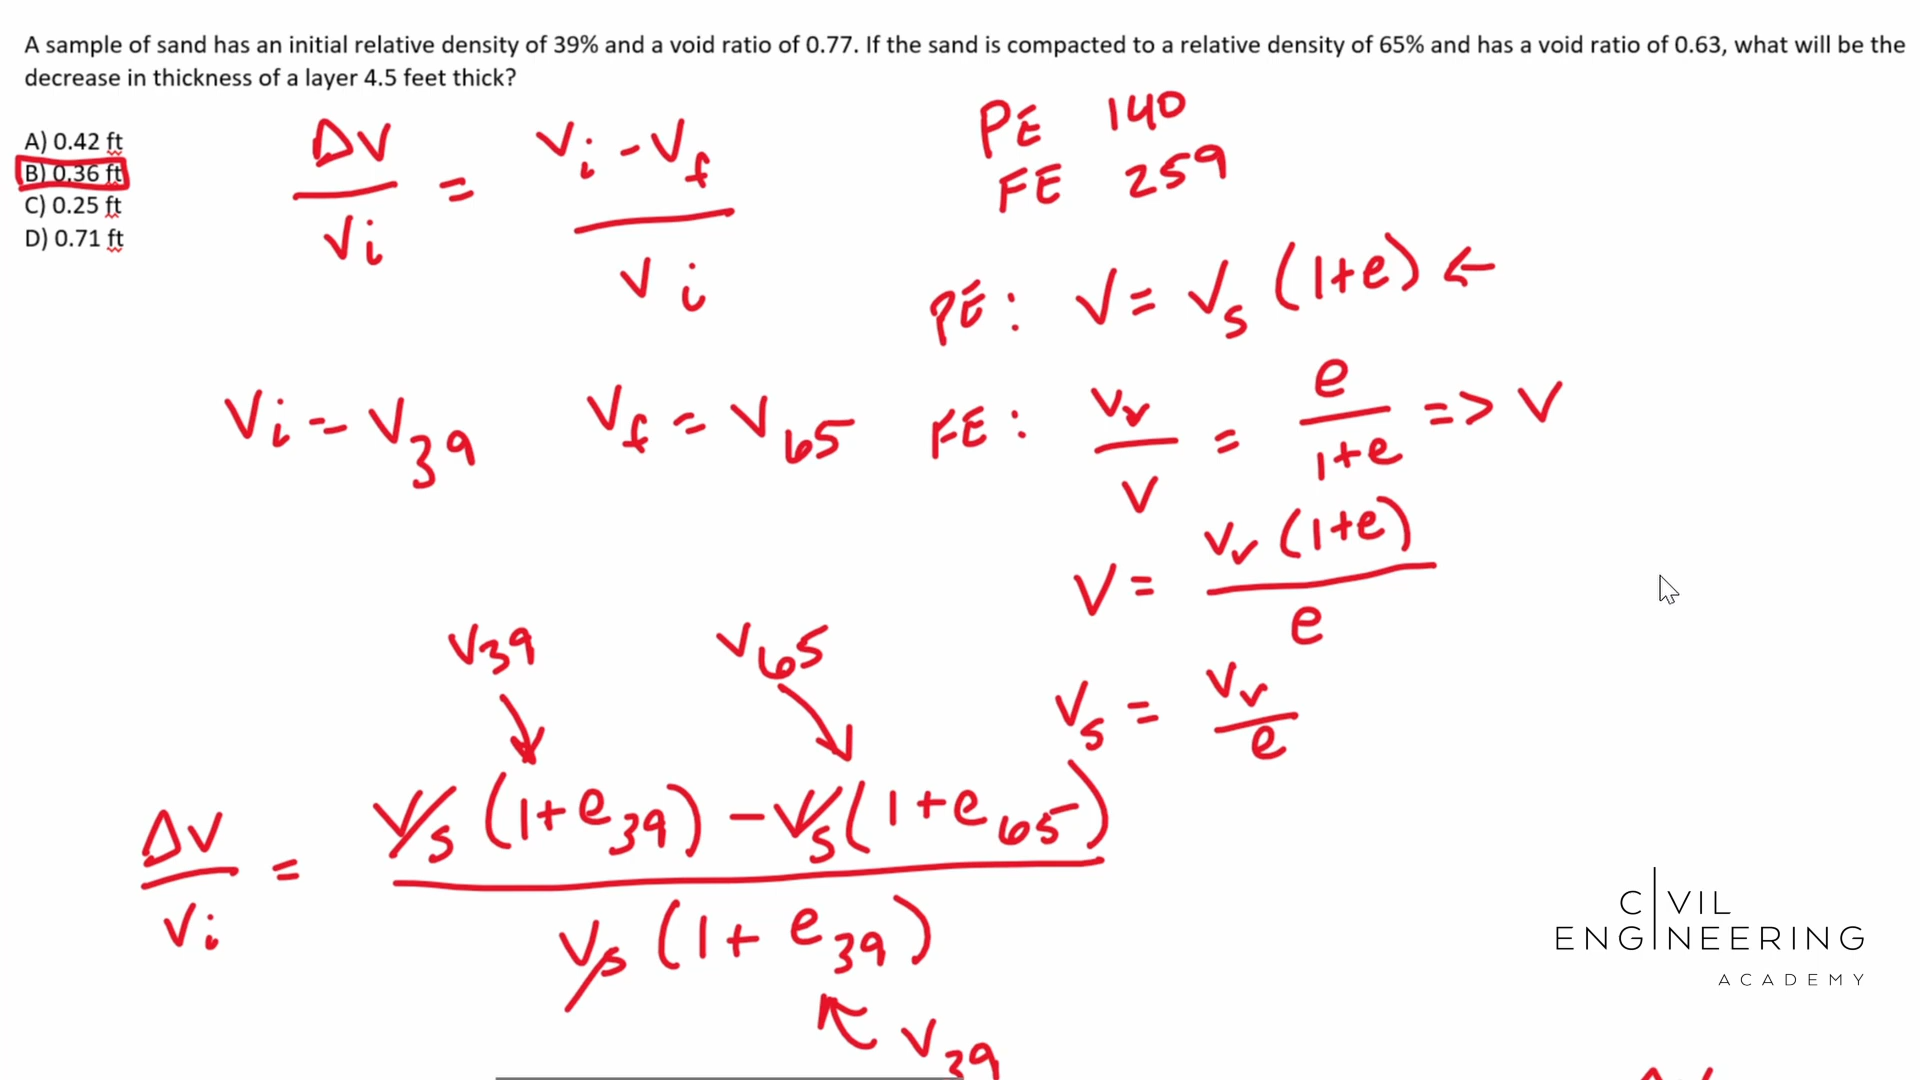 A sample of sand has an initial relative density of 39% and a void ratio of 0.77. If the sand is compacted to a relative density of 65% and has a void ratio of 0.63, what will be the
decrease in thickness of a layer 4.5 feet thick?
A) 0.42 ft
B) 0.36 ft
C) 0.25 ft
D) 0.71 ft
ΔV / Vi = Vi - Vf / Vi
PE 140
FE 259
PE: V = Vs (1+e) ←
Vi = V39
Vf = V65
FE: Vv / V = e / 1+e => V
V = Vv (1+e) / e
Vs = Vv / e
V39
V65
ΔV / Vi = Vs (1+e39) - Vs (1+e65) / Vs (1+e39)
V39
CIVIL
ENGINEERING
ACADEMY